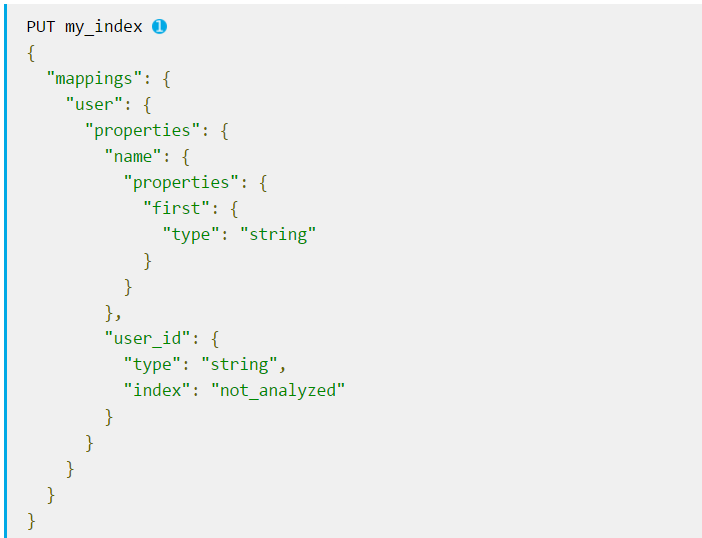 PUT my_index 1
{
  "mappings": {
    "user": {
      "properties": {
        "name": {
          "properties": {
            "first": {
              "type": "string"
            }
          }
        },
        "user_id": {
          "type": "string",
          "index": "not_analyzed"
        }
      }
    }
  }
}